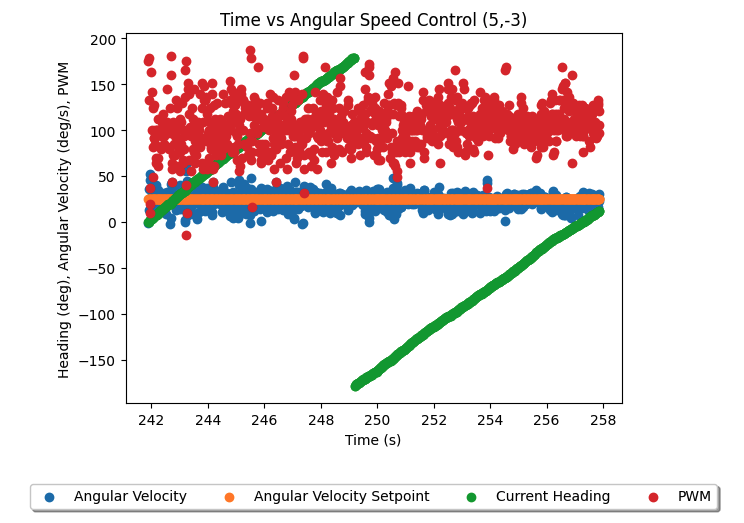 Time vs Angular Speed Control (5,-3)
Heading (deg), Angular Velocity (deg/s), PWM
200
150
100
50
0
−50
−100
−150
242 244 246 248 250 252 254 256 258
Time (s)
Angular Velocity Angular Velocity Setpoint Current Heading PWM